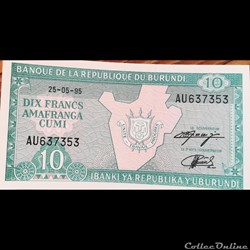 BANQUE DE LA REPUBLIQUE DU BURUNDI
25-05-95
10
AU637353
DIX FRANCS
AMAFRANGA
CUMI
AU637353
10
IBANKI YA REPUBLIKA Y'UBURUNDI
CollecOnline